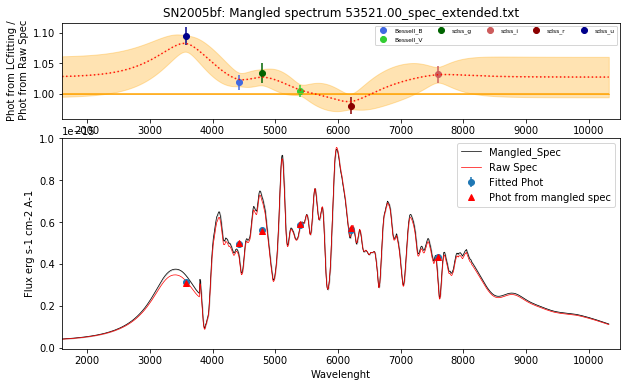 SN2005bf: Mangled spectrum 53521.00_spec_extended.txt
Phot from LCfitting /
Phot from Raw Spec
1.10
1.05
1.00
Bessell_B
Bessell_V
sdss_g
sdss_i
sdss_r
sdss_u
2000 3000 4000 5000 6000 7000 8000 9000 10000
1e-15
Flux erg s-1 cm-2 A-1
1.0
0.8
0.6
0.4
0.2
0.0
Mangled_Spec
Raw Spec
Fitted Phot
Phot from mangled spec
2000 3000 4000 5000 6000 7000 8000 9000 10000
Wavelenght